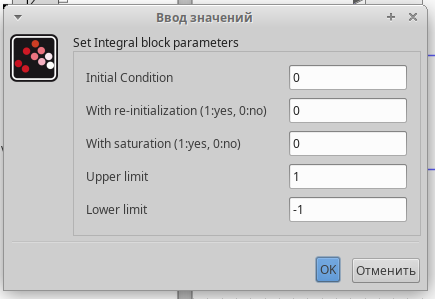 Ввод значений
Set Integral block parameters
Initial Condition 0
With re-initialization (1:yes, 0:no) 0
With saturation (1:yes, 0:no) 0
Upper limit 1
Lower limit -1
OK Отменить